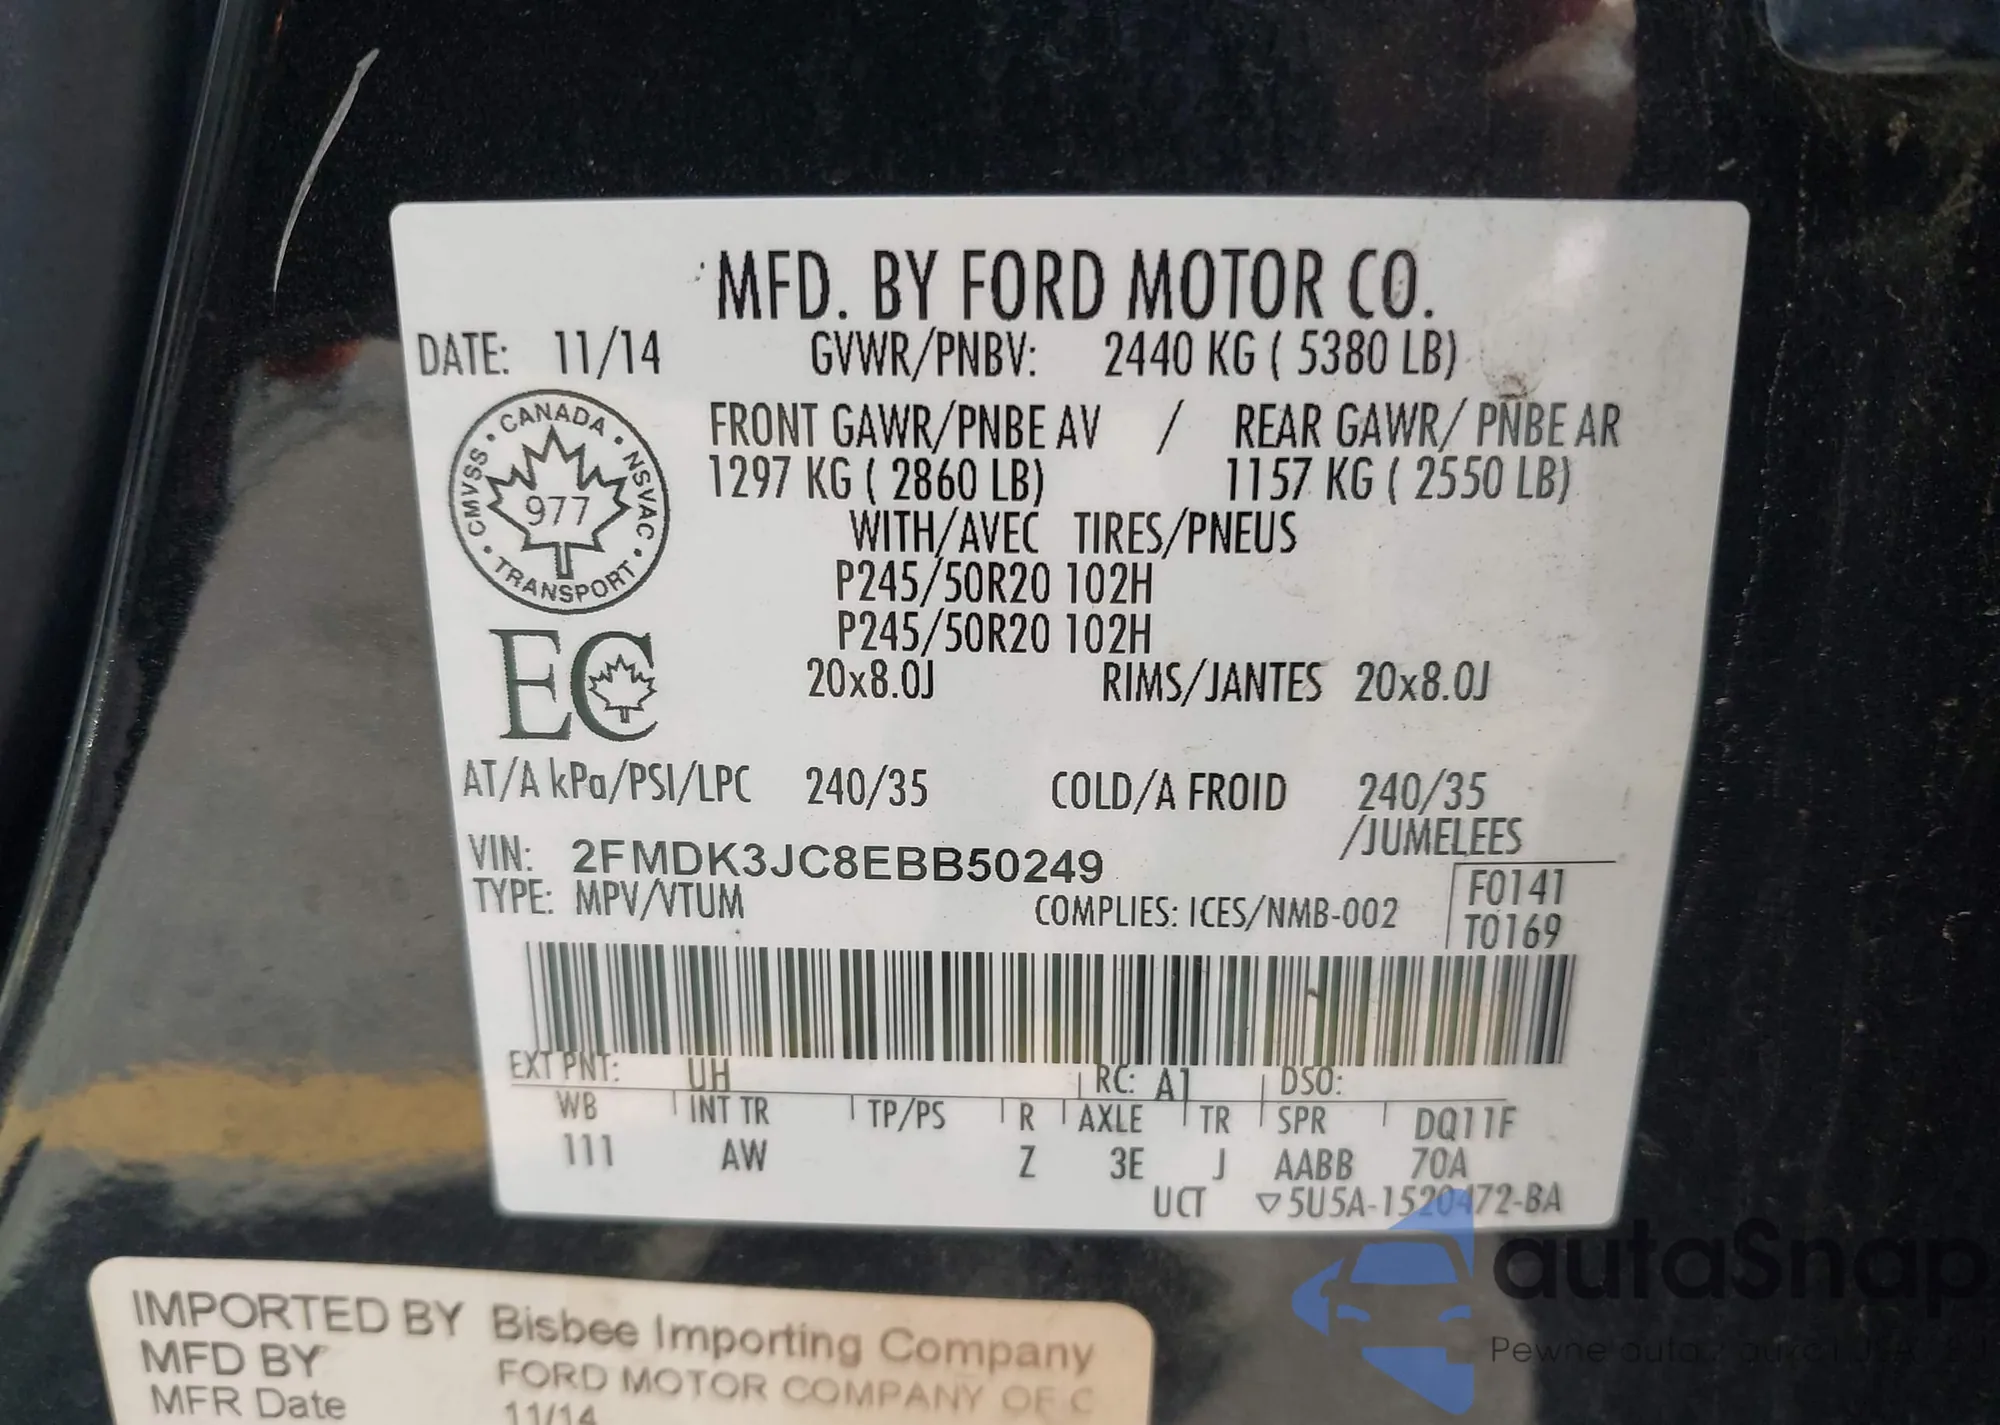 MFD. BY FORD MOTOR CO.
DATE: 11/14 GVWR/PNBV: 2440 KG ( 5380 LB)
FRONT GAWR/PNBE AV / REAR GAWR/ PNBE AR
1297 KG ( 2860 LB) 1157 KG ( 2550 LB)
WITH/AVEC TIRES/PNEUS
P245/50R20 102H
P245/50R20 102H
20x8.0J RIMS/JANTES 20x8.0J
CANADA · NSVAC · TRANSPORT · CMVSS ·
977
EC
AT/A kPa/PSI/LPC 240/35 COLD/A FROID 240/35
/JUMELEES
VIN: 2FMDK3JC8EBB50249
TYPE: MPV/VTUM COMPLIES: ICES/NMB-002
F0141
T0169
EXT PNT: UH RC: A1 DSO:
WB INT TR TP/PS R AXLE TR SPR DQ11F
111 AW Z 3E J AABB 70A
UCT ▽5U5A-1520472-BA
IMPORTED BY Bisbee Importing Company
MFD BY FORD MOTOR COMPANY OF C
MFR Date 11/14
autaSnap
Pewne auta z